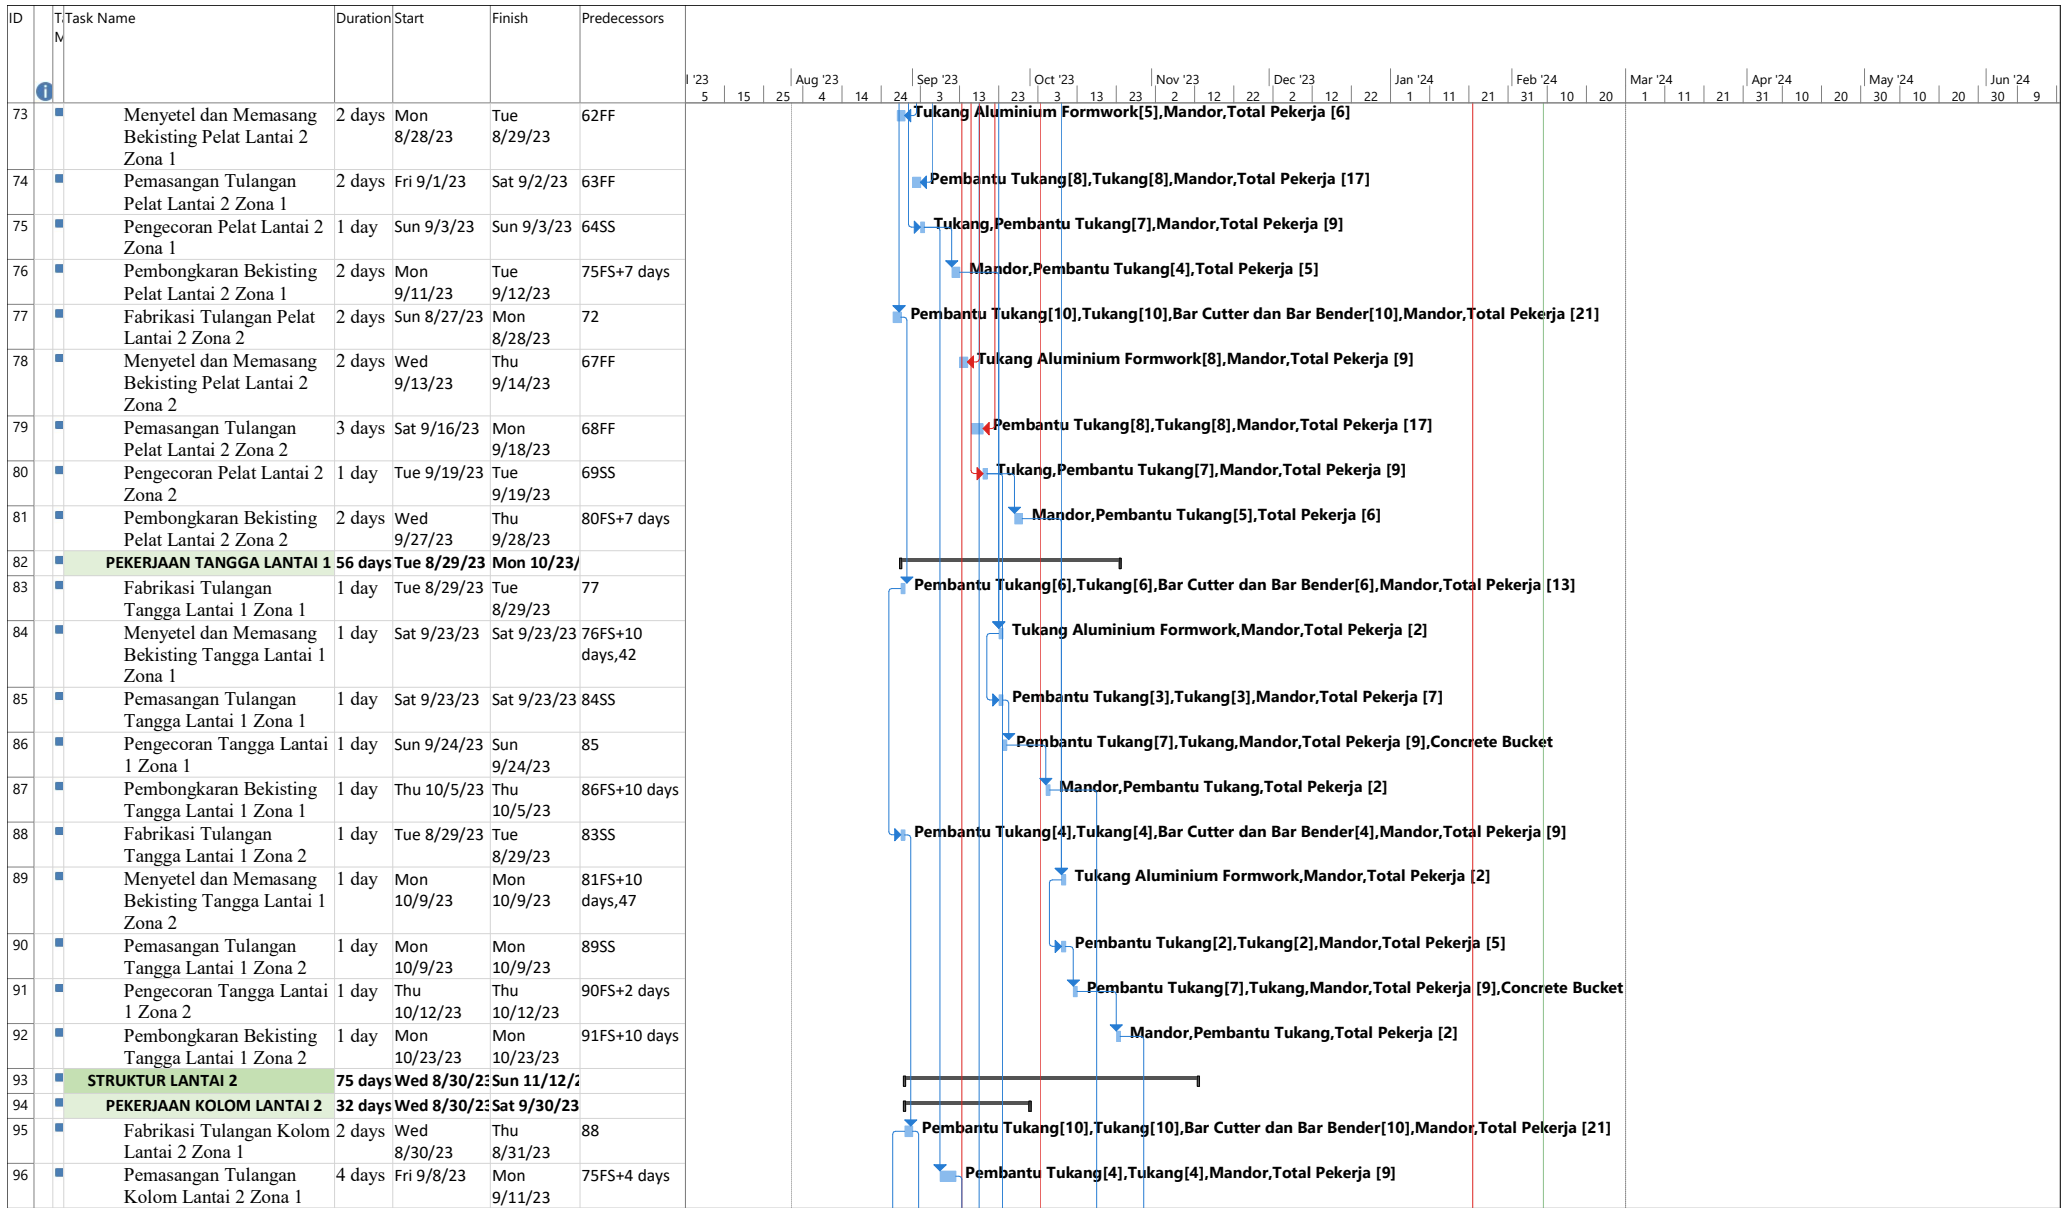 ID T Task Name Duration Start Finish Predecessors
M
'23 Aug '23 Sep '23 Oct '23 Nov '23 Dec '23 Jan '24 Feb '24 Mar '24 Apr '24 May '24 Jun '24
5 15 25 4 14 24 3 13 23 3 13 23 2 12 22 2 12 22 1 11 21 31 10 20 1 11 21 31 10 20 30 10 20 30 9
73 Menyetel dan Memasang 2 days Mon Tue 62FF Tukang Aluminium Formwork[5],Mandor,Total Pekerja [6]
Bekisting Pelat Lantai 2 8/28/23 8/29/23
Zona 1
74 Pemasangan Tulangan 2 days Fri 9/1/23 Sat 9/2/23 63FF Pembantu Tukang[8],Tukang[8],Mandor,Total Pekerja [17]
Pelat Lantai 2 Zona 1
75 Pengecoran Pelat Lantai 2 1 day Sun 9/3/23 Sun 9/3/23 64SS Tukang,Pembantu Tukang[7],Mandor,Total Pekerja [9]
Zona 1
76 Pembongkaran Bekisting 2 days Mon Tue 75FS+7 days Mandor,Pembantu Tukang[4],Total Pekerja [5]
Pelat Lantai 2 Zona 1 9/11/23 9/12/23
77 Fabrikasi Tulangan Pelat 2 days Sun 8/27/23 Mon 72 Pembantu Tukang[10],Tukang[10],Bar Cutter dan Bar Bender[10],Mandor,Total Pekerja [21]
Lantai 2 Zona 2 8/28/23
78 Menyetel dan Memasang 2 days Wed Thu 67FF Tukang Aluminium Formwork[8],Mandor,Total Pekerja [9]
Bekisting Pelat Lantai 2 9/13/23 9/14/23
Zona 2
79 Pemasangan Tulangan 3 days Sat 9/16/23 Mon 68FF Pembantu Tukang[8],Tukang[8],Mandor,Total Pekerja [17]
Pelat Lantai 2 Zona 2 9/18/23
80 Pengecoran Pelat Lantai 2 1 day Tue 9/19/23 Tue 69SS Tukang,Pembantu Tukang[7],Mandor,Total Pekerja [9]
Zona 2 9/19/23
81 Pembongkaran Bekisting 2 days Wed Thu 80FS+7 days Mandor,Pembantu Tukang[5],Total Pekerja [6]
Pelat Lantai 2 Zona 2 9/27/23 9/28/23
82 PEKERJAAN TANGGA LANTAI 1 56 days Tue 8/29/23 Mon 10/23/
83 Fabrikasi Tulangan 1 day Tue 8/29/23 Tue 77 Pembantu Tukang[6],Tukang[6],Bar Cutter dan Bar Bender[6],Mandor,Total Pekerja [13]
Tangga Lantai 1 Zona 1 8/29/23
84 Menyetel dan Memasang 1 day Sat 9/23/23 Sat 9/23/23 76FS+10 Tukang Aluminium Formwork,Mandor,Total Pekerja [2]
Bekisting Tangga Lantai 1 days,42
Zona 1
85 Pemasangan Tulangan 1 day Sat 9/23/23 Sat 9/23/23 84SS Pembantu Tukang[3],Tukang[3],Mandor,Total Pekerja [7]
Tangga Lantai 1 Zona 1
86 Pengecoran Tangga Lantai 1 day Sun 9/24/23 Sun 85 Pembantu Tukang[7],Tukang,Mandor,Total Pekerja [9],Concrete Bucket
1 Zona 1 9/24/23
87 Pembongkaran Bekisting 1 day Thu 10/5/23 Thu 86FS+10 days Mandor,Pembantu Tukang,Total Pekerja [2]
Tangga Lantai 1 Zona 1 10/5/23
88 Fabrikasi Tulangan 1 day Tue 8/29/23 Tue 83SS Pembantu Tukang[4],Tukang[4],Bar Cutter dan Bar Bender[4],Mandor,Total Pekerja [9]
Tangga Lantai 1 Zona 2 8/29/23
89 Menyetel dan Memasang 1 day Mon Mon 81FS+10 Tukang Aluminium Formwork,Mandor,Total Pekerja [2]
Bekisting Tangga Lantai 1 10/9/23 10/9/23 days,47
Zona 2
90 Pemasangan Tulangan 1 day Mon Mon 89SS Pembantu Tukang[2],Tukang[2],Mandor,Total Pekerja [5]
Tangga Lantai 1 Zona 2 10/9/23 10/9/23
91 Pengecoran Tangga Lantai 1 day Thu Thu 90FS+2 days Pembantu Tukang[7],Tukang,Mandor,Total Pekerja [9],Concrete Bucket
1 Zona 2 10/12/23 10/12/23
92 Pembongkaran Bekisting 1 day Mon Mon 91FS+10 days Mandor,Pembantu Tukang,Total Pekerja [2]
Tangga Lantai 1 Zona 2 10/23/23 10/23/23
93 STRUKTUR LANTAI 2 75 days Wed 8/30/23 Sun 11/12/2
94 PEKERJAAN KOLOM LANTAI 2 32 days Wed 8/30/23 Sat 9/30/23
95 Fabrikasi Tulangan Kolom 2 days Wed Thu 88 Pembantu Tukang[10],Tukang[10],Bar Cutter dan Bar Bender[10],Mandor,Total Pekerja [21]
Lantai 2 Zona 1 8/30/23 8/31/23
96 Pemasangan Tulangan 4 days Fri 9/8/23 Mon 75FS+4 days Pembantu Tukang[4],Tukang[4],Mandor,Total Pekerja [9]
Kolom Lantai 2 Zona 1 9/11/23